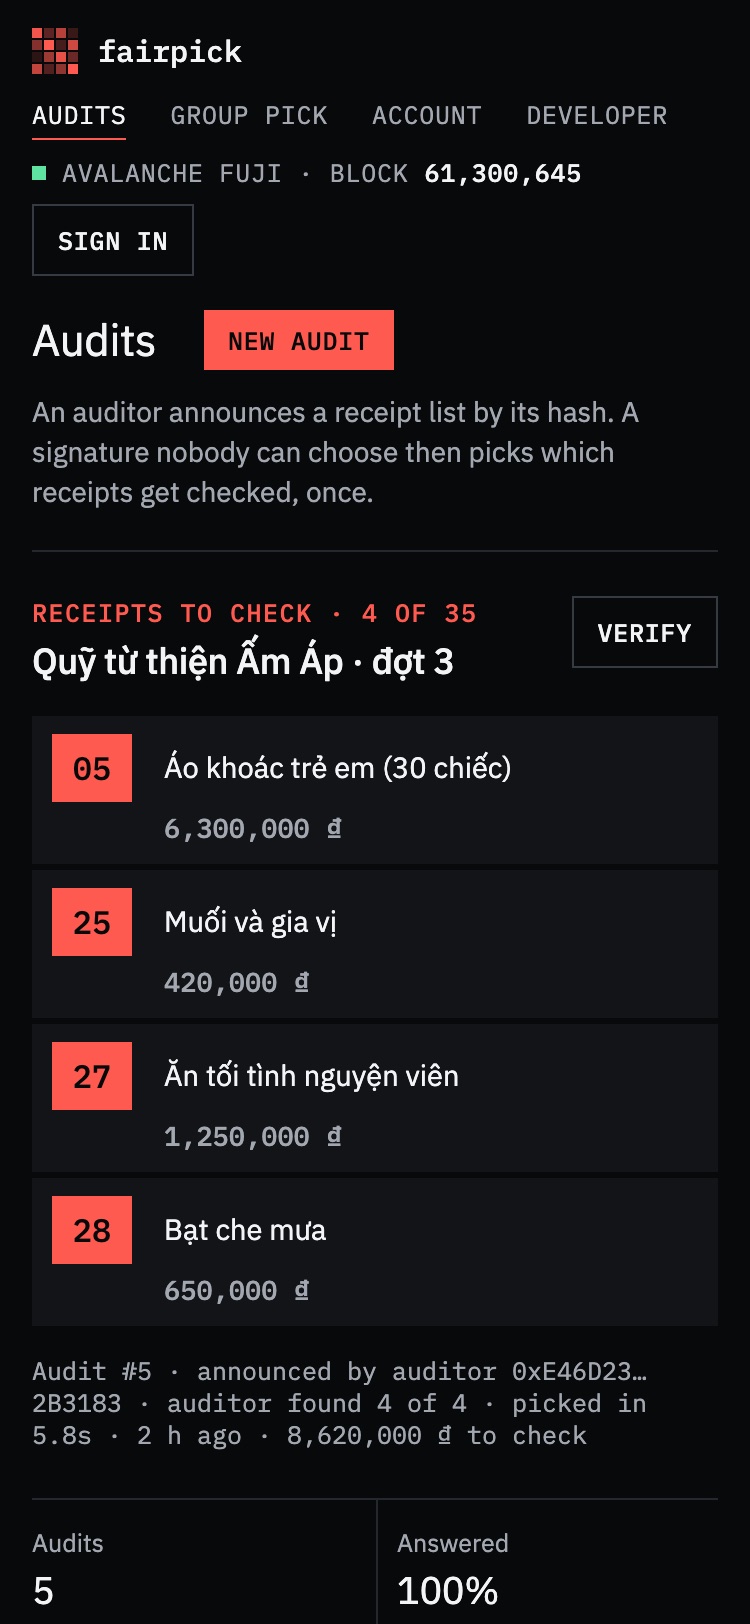 fairpick
AUDITS GROUP PICK ACCOUNT DEVELOPER
AVALANCHE FUJI · BLOCK 61,300,645
SIGN IN
Audits NEW AUDIT
An auditor announces a receipt list by its hash. A
signature nobody can choose then picks which
receipts get checked, once.
RECEIPTS TO CHECK · 4 OF 35
Quỹ từ thiện Ấm Áp · đợt 3
VERIFY
05 Áo khoác trẻ em (30 chiếc)
6,300,000 ₫
25 Muối và gia vị
420,000 ₫
27 Ăn tối tình nguyện viên
1,250,000 ₫
28 Bạt che mưa
650,000 ₫
Audit #5 · announced by auditor 0xE46D23…
2B3183 · auditor found 4 of 4 · picked in
5.8s · 2 h ago · 8,620,000 ₫ to check
Audits Answered
5 100%